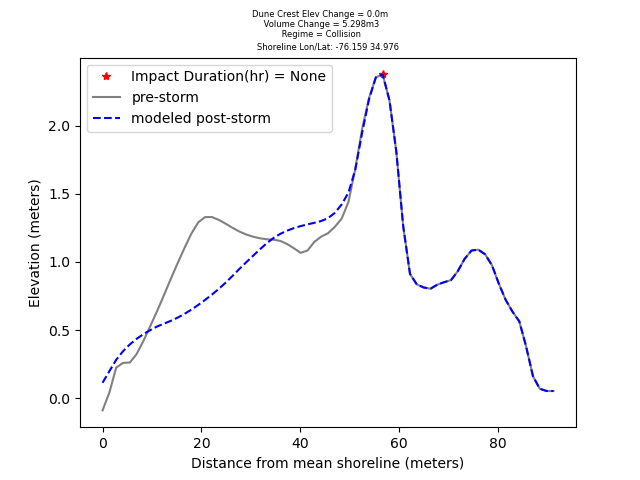 Dune Crest Elev Change = 0.0m
Volume Change = 5.298m3
Regime = Collision
Shoreline Lon/Lat: -76.159 34.976
Impact Duration(hr) = None
pre-storm
modeled post-storm
Elevation (meters)
2.0
1.5
1.0
0.5
0.0
0 20 40 60 80
Distance from mean shoreline (meters)